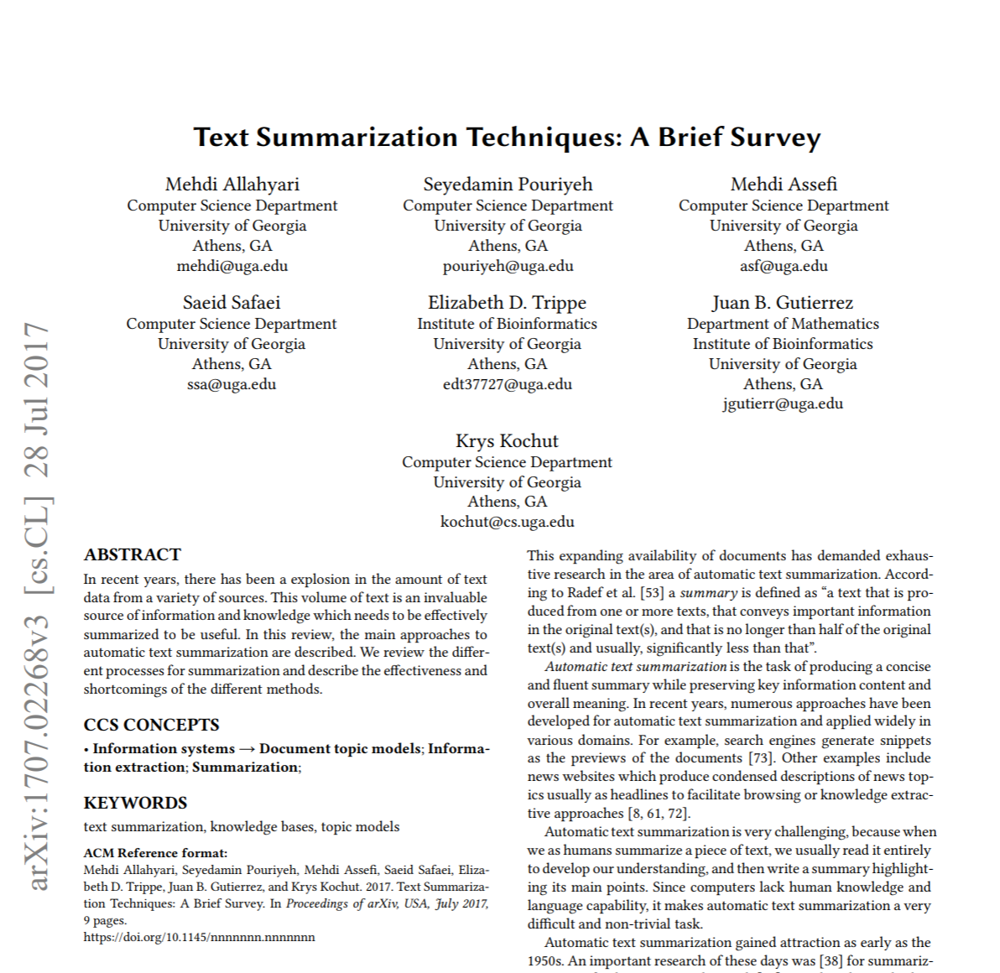 Text Summarization Techniques: A Brief Survey
Mehdi Allahyari
Computer Science Department
University of Georgia
Athens, GA
mehdi@uga.edu
Seyedamin Pouriyeh
Computer Science Department
University of Georgia
Athens, GA
pouriyeh@uga.edu
Mehdi Assefi
Computer Science Department
University of Georgia
Athens, GA
asf@uga.edu
Saeid Safaei
Computer Science Department
University of Georgia
Athens, GA
ssa@uga.edu
Elizabeth D. Trippe
Institute of Bioinformatics
University of Georgia
Athens, GA
edt37727@uga.edu
Juan B. Gutierrez
Department of Mathematics
Institute of Bioinformatics
University of Georgia
Athens, GA
jgutierr@uga.edu
Krys Kochut
Computer Science Department
University of Georgia
Athens, GA
kochut@cs.uga.edu
arXiv:1707.02268v3 [cs.CL] 28 Jul 2017
ABSTRACT
In recent years, there has been a explosion in the amount of text
data from a variety of sources. This volume of text is an invaluable
source of information and knowledge which needs to be effectively
summarized to be useful. In this review, the main approaches to
automatic text summarization are described. We review the differ-
ent processes for summarization and describe the effectiveness and
shortcomings of the different methods.
CCS CONCEPTS
• Information systems → Document topic models; Informa-
tion extraction; Summarization;
KEYWORDS
text summarization, knowledge bases, topic models
ACM Reference format:
Mehdi Allahyari, Seyedamin Pouriyeh, Mehdi Assefi, Saeid Safaei, Eliza-
beth D. Trippe, Juan B. Gutierrez, and Krys Kochut. 2017. Text Summariza-
tion Techniques: A Brief Survey. In Proceedings of arXiv, USA, July 2017,
9 pages.
https://doi.org/10.1145/nnnnnnn.nnnnnnn
This expanding availability of documents has demanded exhaus-
tive research in the area of automatic text summarization. Accord-
ing to Radef et al. [53] a summary is defined as “a text that is pro-
duced from one or more texts, that conveys important information
in the original text(s), and that is no longer than half of the original
text(s) and usually, significantly less than that”.
Automatic text summarization is the task of producing a concise
and fluent summary while preserving key information content and
overall meaning. In recent years, numerous approaches have been
developed for automatic text summarization and applied widely in
various domains. For example, search engines generate snippets
as the previews of the documents [73]. Other examples include
news websites which produce condensed descriptions of news top-
ics usually as headlines to facilitate browsing or knowledge extrac-
tive approaches [8, 61, 72].
Automatic text summarization is very challenging, because when
we as humans summarize a piece of text, we usually read it entirely
to develop our understanding, and then write a summary highlight-
ing its main points. Since computers lack human knowledge and
language capability, it makes automatic text summarization a very
difficult and non-trivial task.
Automatic text summarization gained attraction as early as the
1950s. An important research of these days was [38] for summariz-